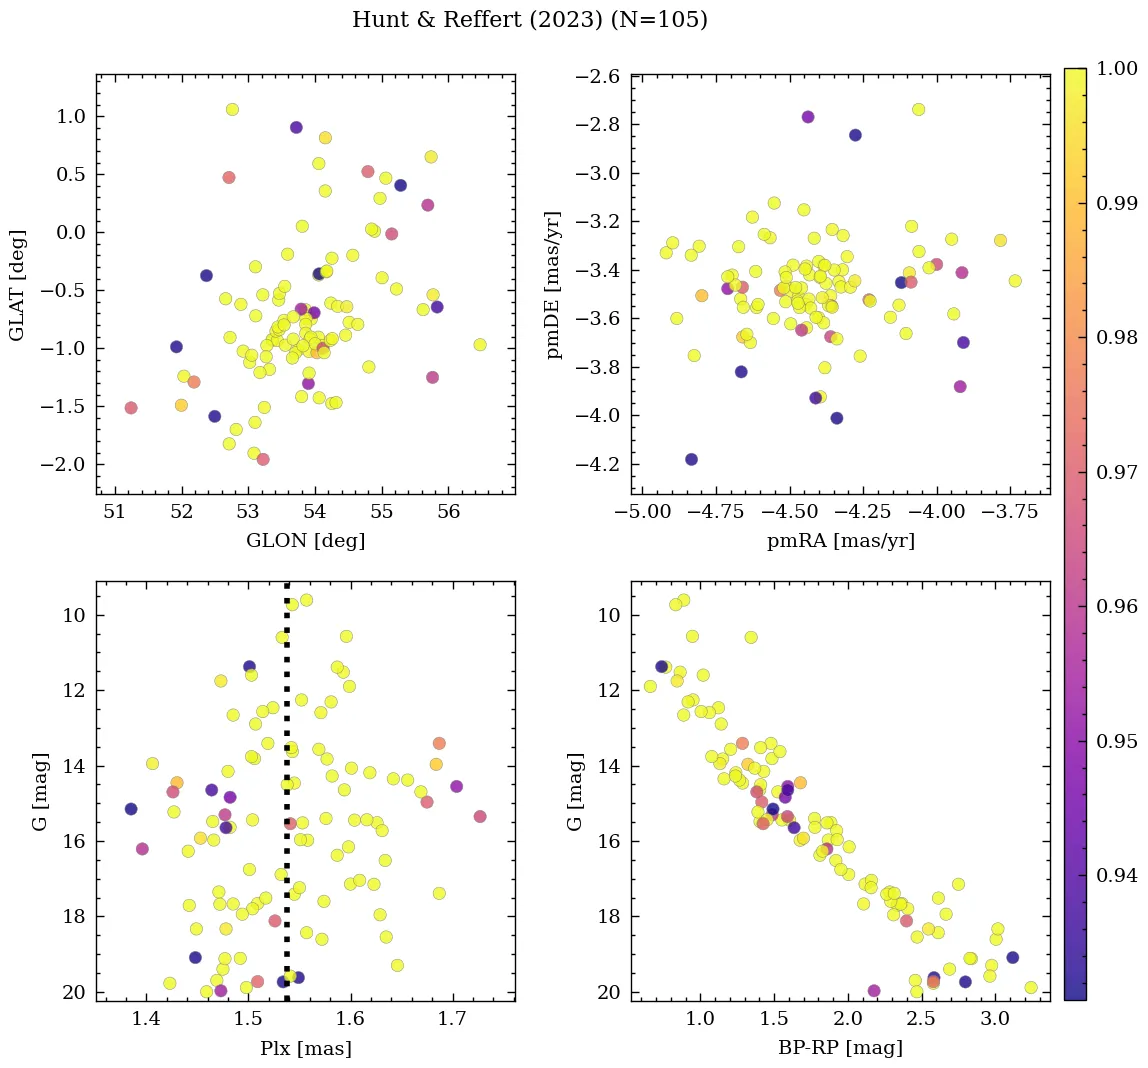 Hunt & Reffert (2023) (N=105)
1.0
0.5
0.0
−0.5
−1.0
−1.5
−2.0
GLAT [deg]
51 52 53 54 55 56
GLON [deg]
−2.6
−2.8
−3.0
−3.2
−3.4
−3.6
−3.8
−4.0
−4.2
pmDE [mas/yr]
−5.00 −4.75 −4.50 −4.25 −4.00 −3.75
pmRA [mas/yr]
10
12
14
16
18
20
G [mag]
1.4 1.5 1.6 1.7
Plx [mas]
10
12
14
16
18
20
G [mag]
1.0 1.5 2.0 2.5 3.0
BP-RP [mag]
1.00
0.99
0.98
0.97
0.96
0.95
0.94